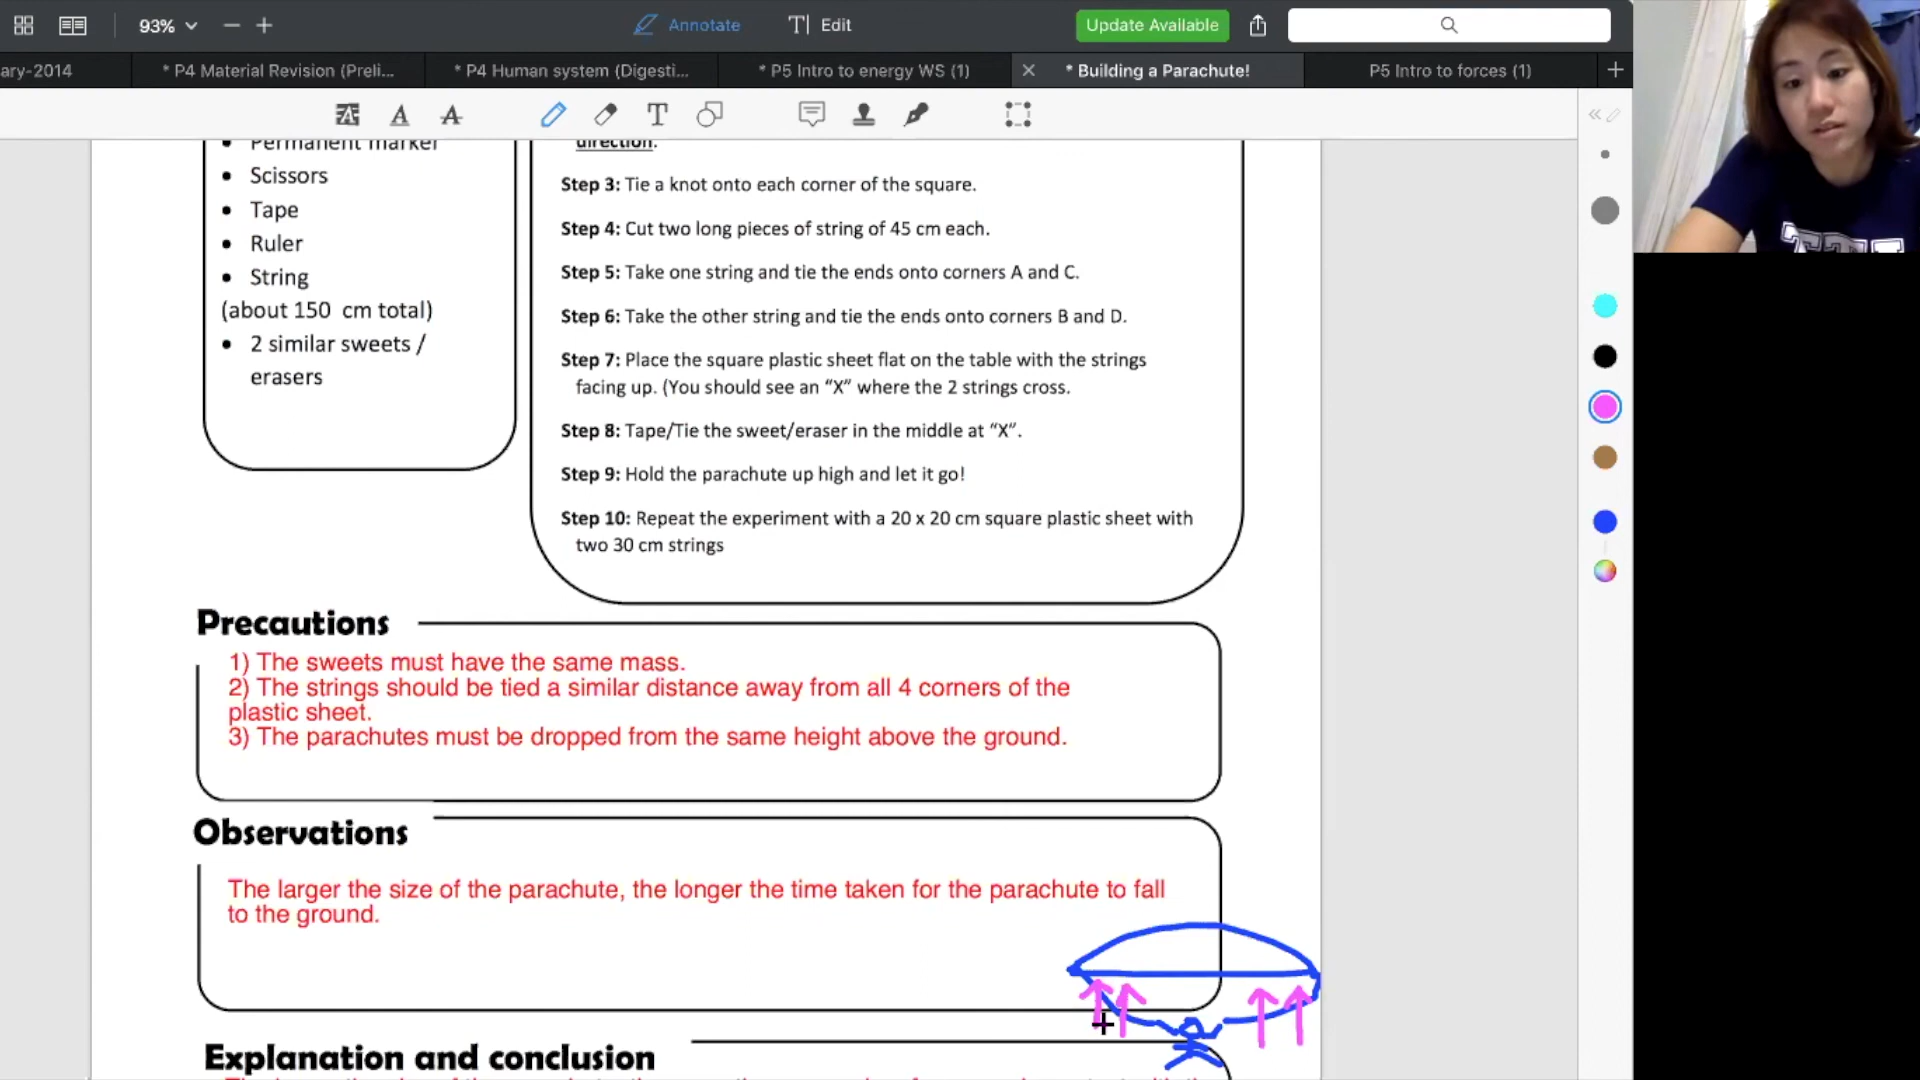 93%
Annotate
Edit
Update Available
ary-2014
* P4 Material Revision (Preli...
* P4 Human system (Digesti...
* P5 Intro to energy WS (1)
* Building a Parachute!
P5 Intro to forces (1)
• Permanent marker
• Scissors
• Tape
• Ruler
• String
(about 150 cm total)
• 2 similar sweets /
erasers
direction.
Step 3: Tie a knot onto each corner of the square.
Step 4: Cut two long pieces of string of 45 cm each.
Step 5: Take one string and tie the ends onto corners A and C.
Step 6: Take the other string and tie the ends onto corners B and D.
Step 7: Place the square plastic sheet flat on the table with the strings
facing up. (You should see an “X” where the 2 strings cross.
Step 8: Tape/Tie the sweet/eraser in the middle at “X”.
Step 9: Hold the parachute up high and let it go!
Step 10: Repeat the experiment with a 20 x 20 cm square plastic sheet with
two 30 cm strings
Precautions
1) The sweets must have the same mass.
2) The strings should be tied a similar distance away from all 4 corners of the
plastic sheet.
3) The parachutes must be dropped from the same height above the ground.
Observations
The larger the size of the parachute, the longer the time taken for the parachute to fall
to the ground.
Explanation and conclusion